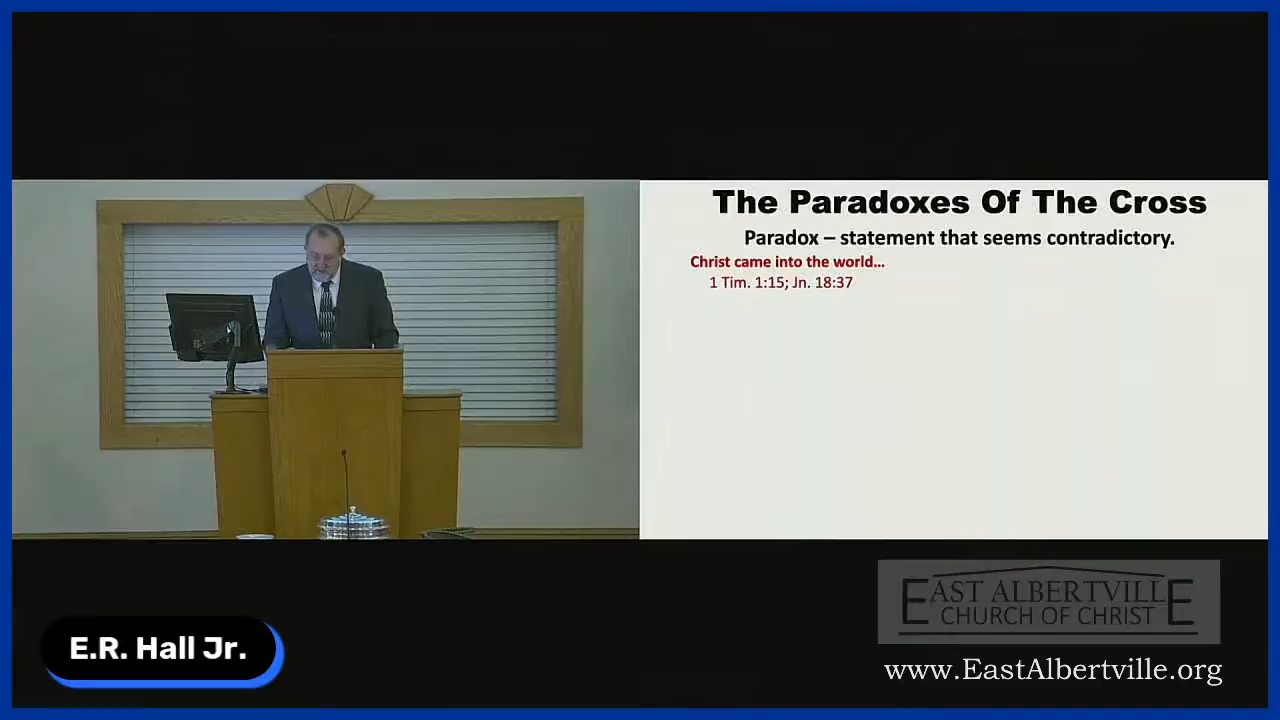 The Paradoxes Of The Cross
Paradox – statement that seems contradictory.
Christ came into the world…
1 Tim. 1:15; Jn. 18:37
EAST ALBERTVILLE
CHURCH OF CHRIST
E.R. Hall Jr.
www.EastAlbertville.org